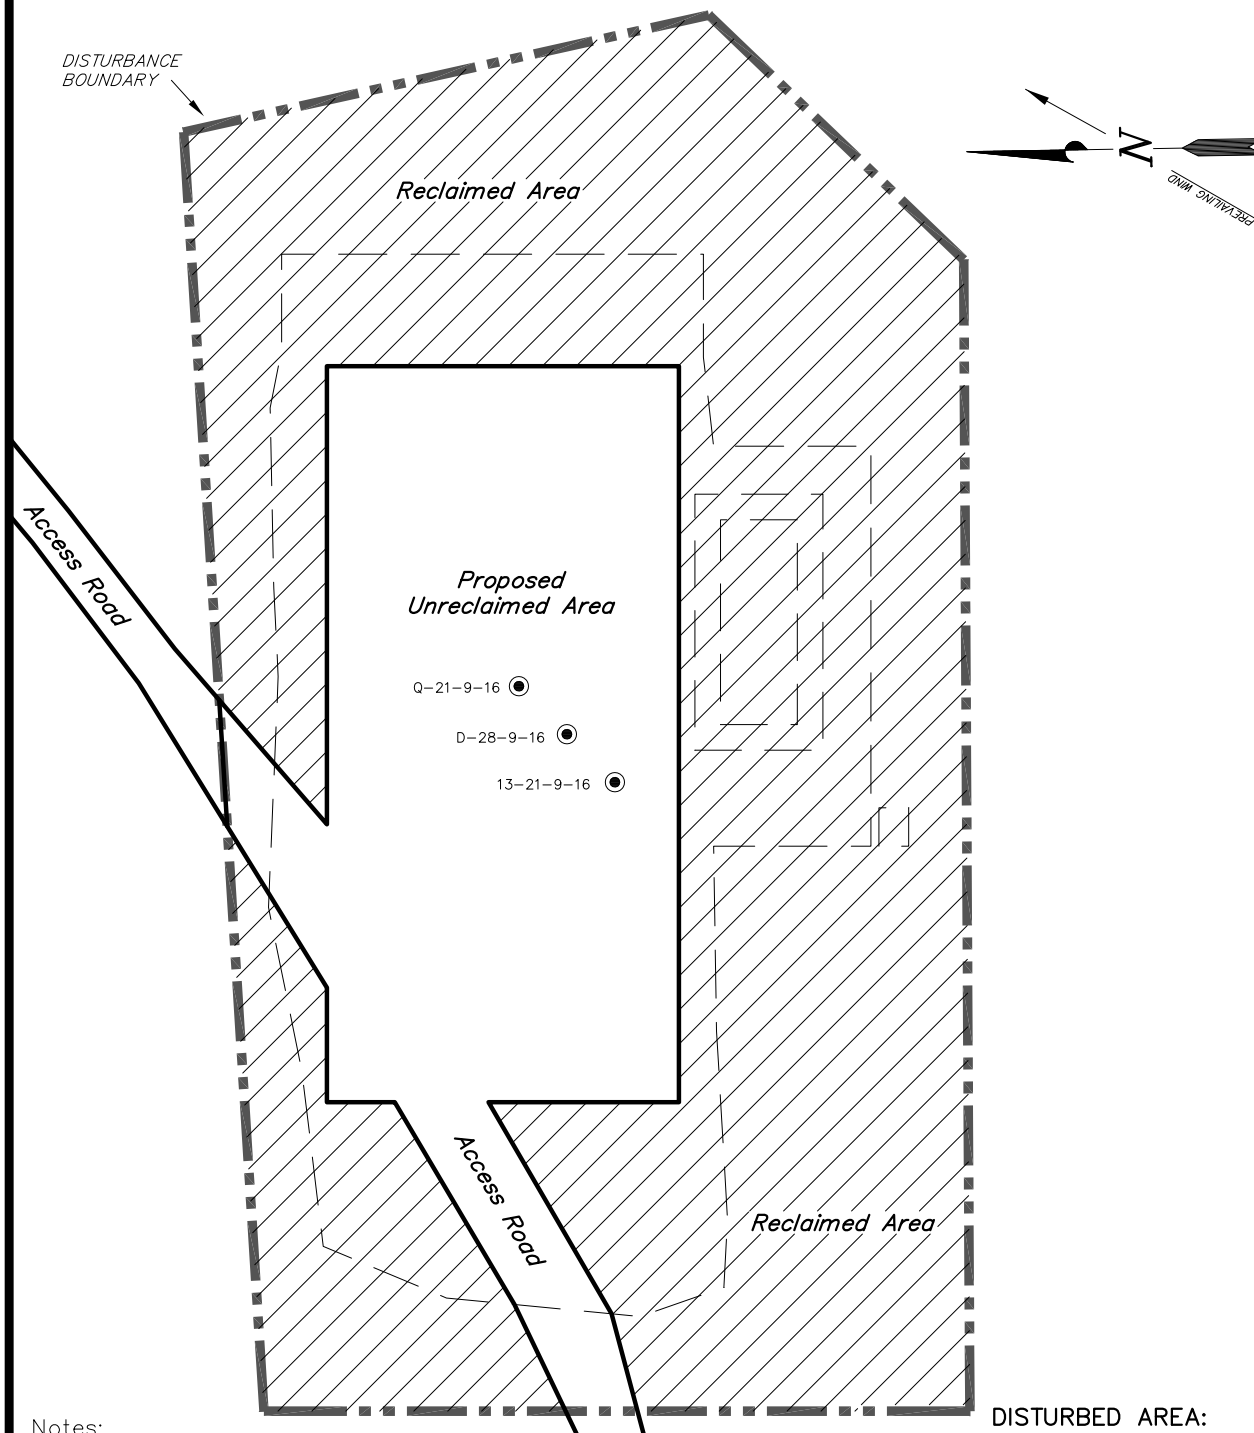 DISTURBANCE
BOUNDARY
Reclaimed Area
N
PREVAILING WIND
Access Road
Proposed
Unreclaimed Area
Q-21-9-16
D-28-9-16
13-21-9-16
Access Road
Reclaimed Area
Notes:
DISTURBED AREA: